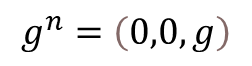 gⁿ = (0,0, g)